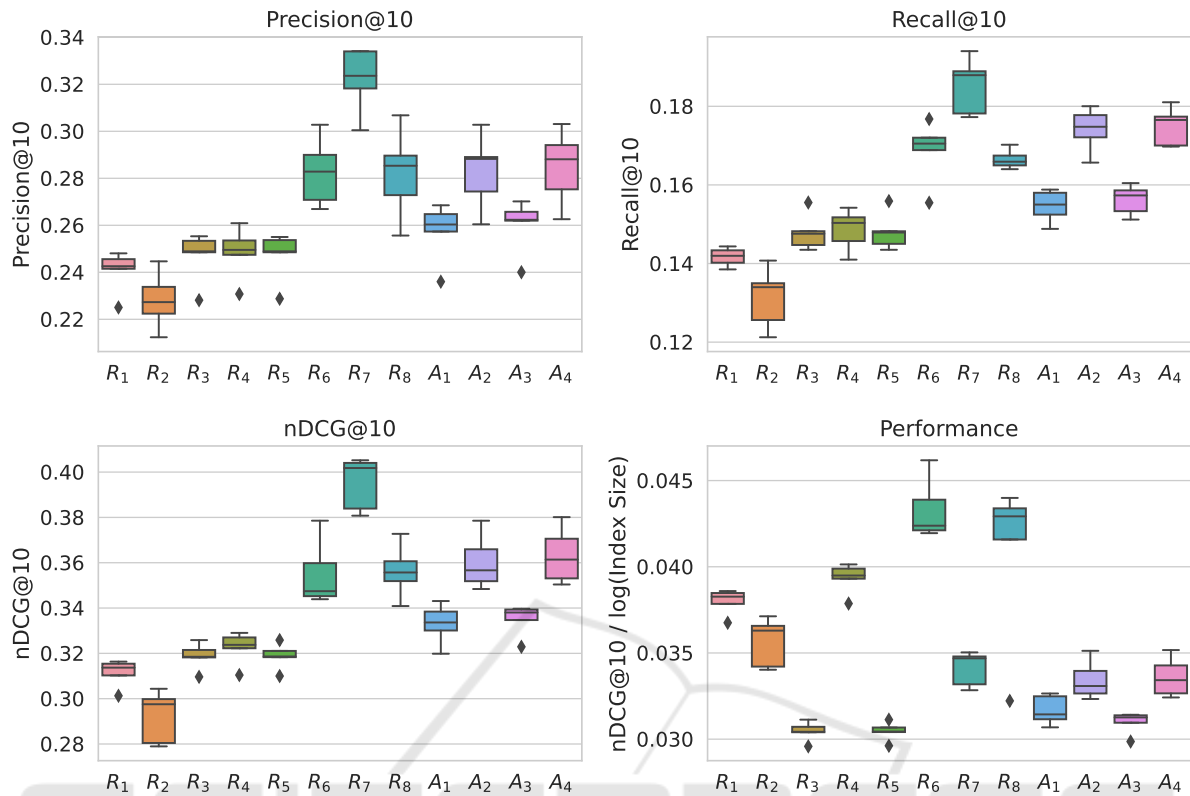 Precision@10
Precision@10
0.34
0.32
0.30
0.28
0.26
0.24
0.22
R1 R2 R3 R4 R5 R6 R7 R8 A1 A2 A3 A4
Recall@10
Recall@10
0.18
0.16
0.14
0.12
R1 R2 R3 R4 R5 R6 R7 R8 A1 A2 A3 A4
nDCG@10
nDCG@10
0.40
0.38
0.36
0.34
0.32
0.30
0.28
R1 R2 R3 R4 R5 R6 R7 R8 A1 A2 A3 A4
Performance
nDCG@10 / log(Index Size)
0.045
0.040
0.035
0.030
R1 R2 R3 R4 R5 R6 R7 R8 A1 A2 A3 A4